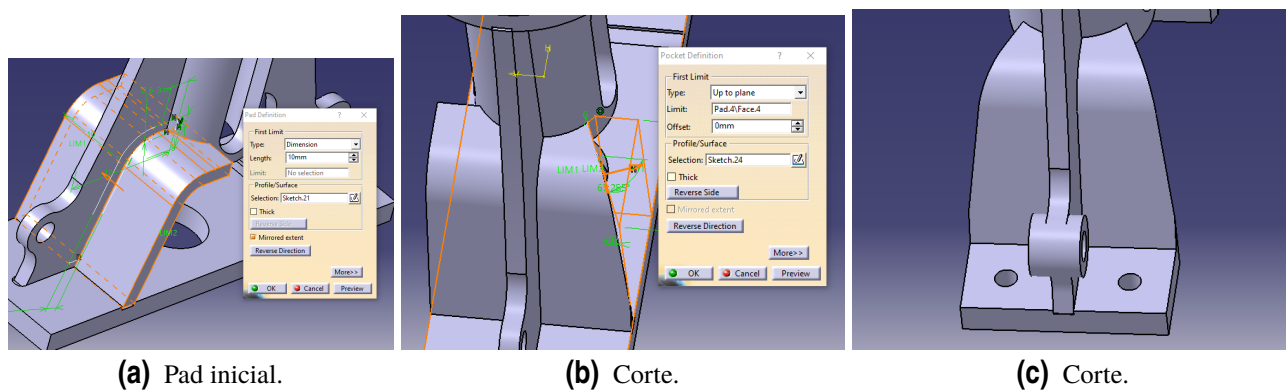 Pad Definition ? ×
First Limit
Type: Dimension
Length: 10mm
Limit: No selection
Profile/Surface
Selection: Sketch.21
Thick
Reverse Side
Mirrored extent
Reverse Direction
More>>
OK Cancel Preview
LIM1
LIM2
(a) Pad inicial.
H
LIM1
Pocket Definition ? ×
First Limit
Type: Up to plane
Limit: Pad.4\Face.4
Offset: 0mm
Profile/Surface
Selection: Sketch.24
Thick
Reverse Side
Mirrored extent
Reverse Direction
More>>
OK Cancel Preview
(b) Corte.
(c) Corte.